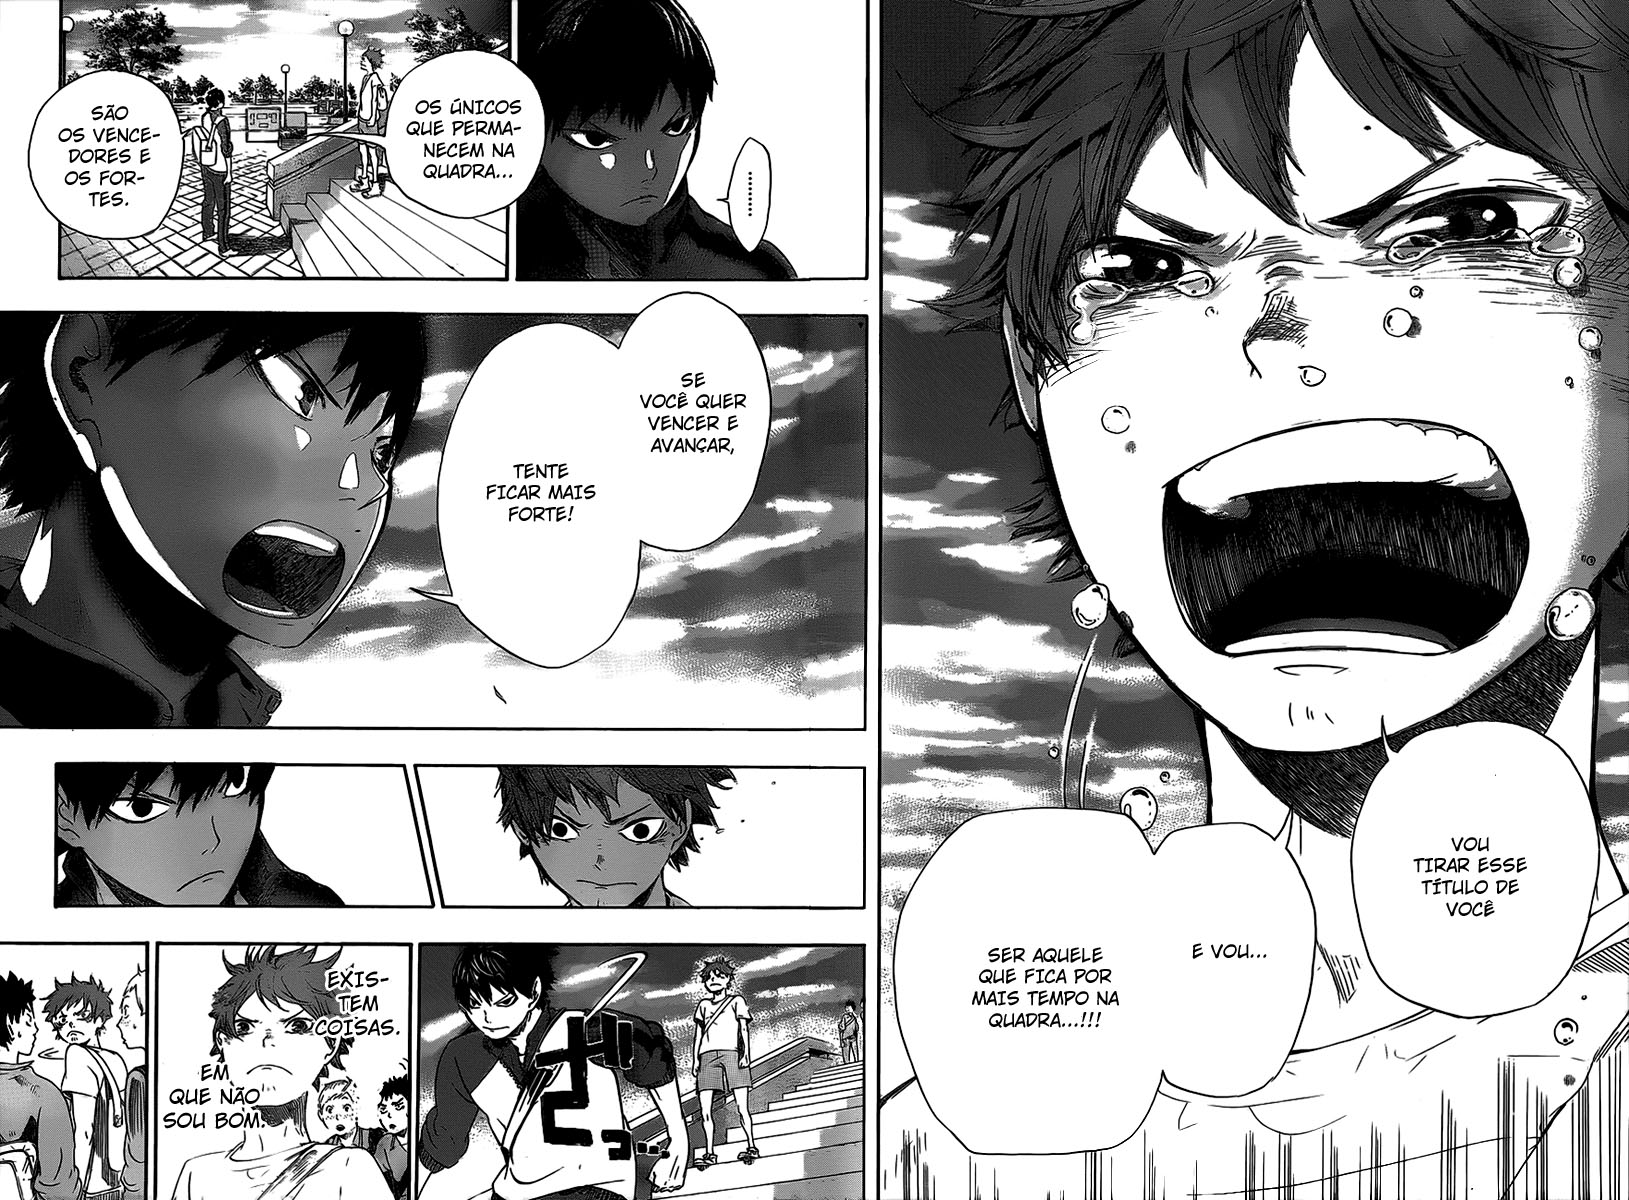 VOU
TIRAR ESSE
TÍTULO DE
VOCÊ
E VOU...
SER AQUELE
QUE FICA POR
MAIS TEMPO NA
QUADRA...!!!
.........
OS ÚNICOS
QUE PERMA-
NECEM NA
QUADRA...
SÃO
OS VENCE-
DORES E
OS FOR-
TES.
SE
VOCÊ QUER
VENCER E
AVANÇAR,
TENTE
FICAR MAIS
FORTE!
ザッ...
EXIS-
TEM
COISAS.
EM
QUE NÃO
SOU BOM.